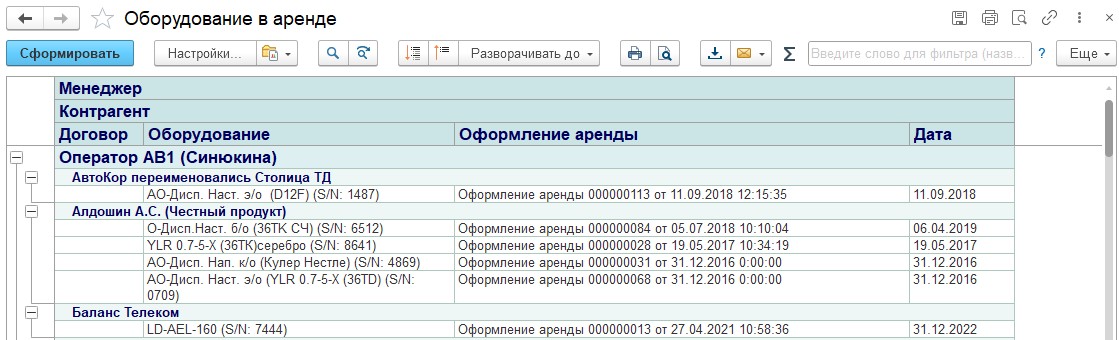 Оборудование в аренде
Сформировать Настройки... Разворачивать до Σ Введите слово для фильтра (назв... ? Еще
Менеджер
Контрагент
Договор Оборудование Оформление аренды Дата
Оператор АВ1 (Синюкина)
АвтоКор переименовались Столица ТД
АО-Дисп. Наст. э/о (D12F) (S/N: 1487) Оформление аренды 000000113 от 11.09.2018 12:15:35 11.09.2018
Алдошин А.С. (Честный продукт)
О-Дисп.Наст. б/о (36ТК СЧ) (S/N: 6512) Оформление аренды 000000084 от 05.07.2018 10:10:04 06.04.2019
YLR 0.7-5-X (36ТК)серебро (S/N: 8641) Оформление аренды 000000028 от 19.05.2017 10:34:19 19.05.2017
АО-Дисп. Нап. к/о (Кулер Нестле) (S/N: 4869) Оформление аренды 000000031 от 31.12.2016 0:00:00 31.12.2016
АО-Дисп. Наст. э/о (YLR 0.7-5-X (36TD) (S/N: Оформление аренды 000000068 от 31.12.2016 0:00:00 31.12.2016
0709)
Баланс Телеком
LD-AEL-160 (S/N: 7444) Оформление аренды 000000013 от 27.04.2021 10:58:36 31.12.2022